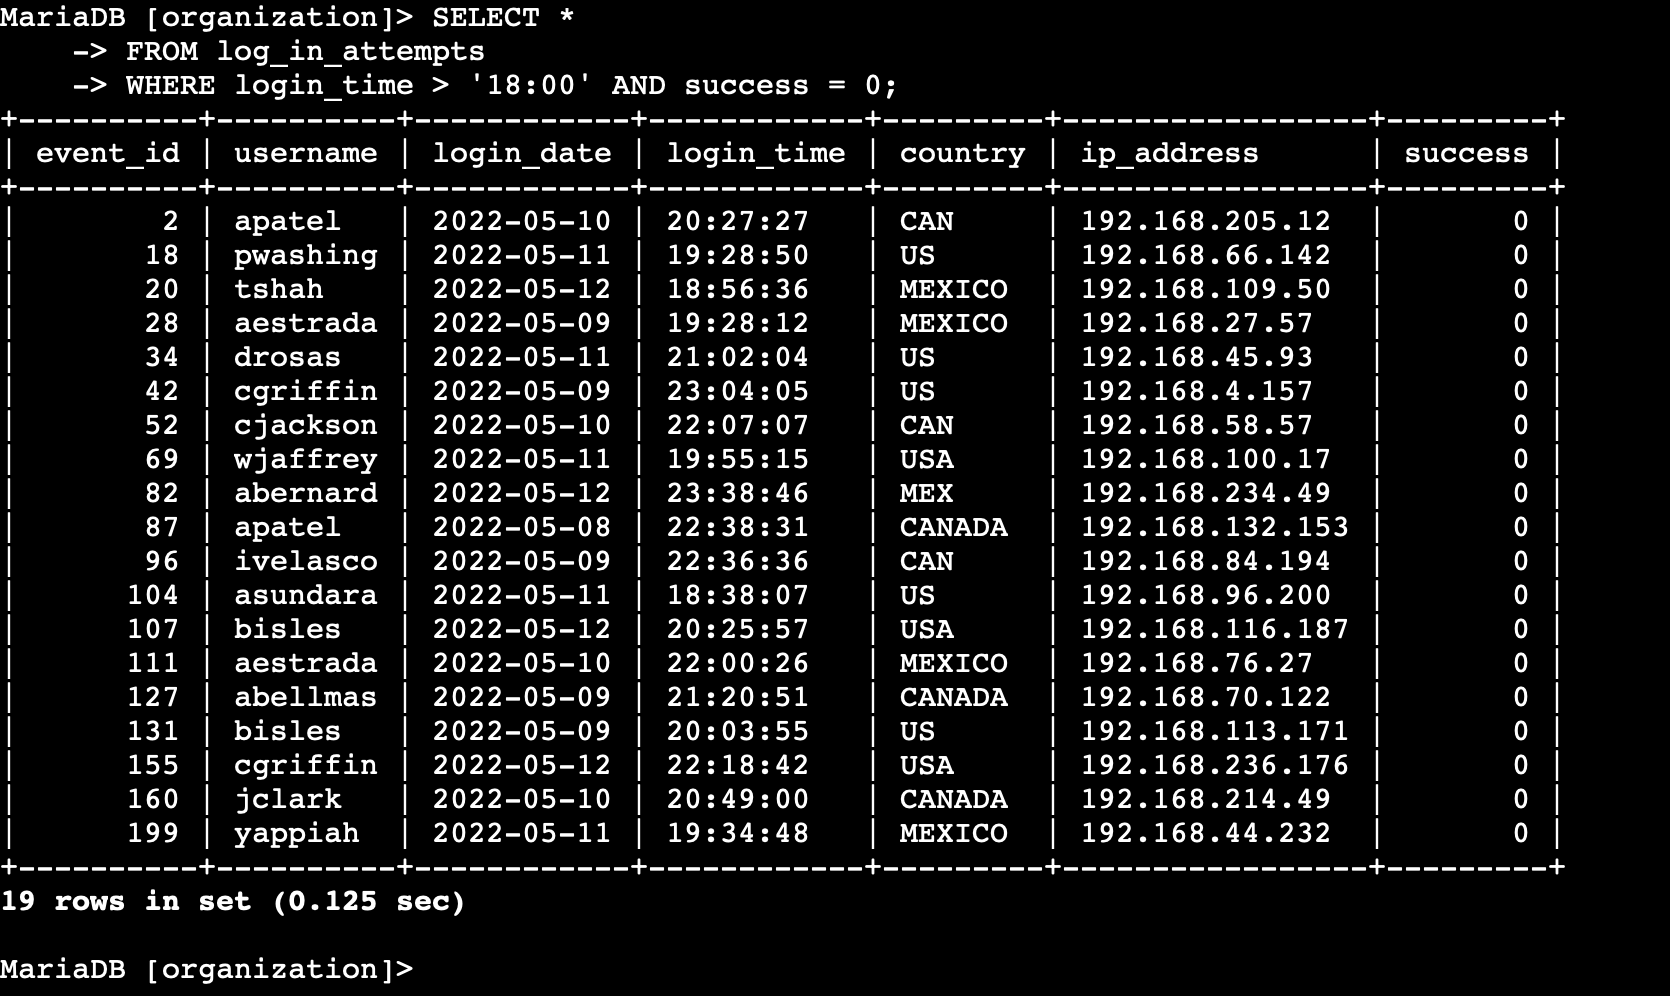 MariaDB [organization]> SELECT *
    -> FROM log_in_attempts
    -> WHERE login_time > '18:00' AND success = 0;
+----------+----------+------------+------------+---------+-----------------+---------+
| event_id | username | login_date | login_time | country | ip_address      | success |
+----------+----------+------------+------------+---------+-----------------+---------+
|        2 | apatel   | 2022-05-10 | 20:27:27   | CAN     | 192.168.205.12  |       0 |
|       18 | pwashing | 2022-05-11 | 19:28:50   | US      | 192.168.66.142  |       0 |
|       20 | tshah    | 2022-05-12 | 18:56:36   | MEXICO  | 192.168.109.50  |       0 |
|       28 | aestrada | 2022-05-09 | 19:28:12   | MEXICO  | 192.168.27.57   |       0 |
|       34 | drosas   | 2022-05-11 | 21:02:04   | US      | 192.168.45.93   |       0 |
|       42 | cgriffin | 2022-05-09 | 23:04:05   | US      | 192.168.4.157   |       0 |
|       52 | cjackson | 2022-05-10 | 22:07:07   | CAN     | 192.168.58.57   |       0 |
|       69 | wjaffrey | 2022-05-11 | 19:55:15   | USA     | 192.168.100.17  |       0 |
|       82 | abernard | 2022-05-12 | 23:38:46   | MEX     | 192.168.234.49  |       0 |
|       87 | apatel   | 2022-05-08 | 22:38:31   | CANADA  | 192.168.132.153 |       0 |
|       96 | ivelasco | 2022-05-09 | 22:36:36   | CAN     | 192.168.84.194  |       0 |
|      104 | asundara | 2022-05-11 | 18:38:07   | US      | 192.168.96.200  |       0 |
|      107 | bisles   | 2022-05-12 | 20:25:57   | USA     | 192.168.116.187 |       0 |
|      111 | aestrada | 2022-05-10 | 22:00:26   | MEXICO  | 192.168.76.27   |       0 |
|      127 | abellmas | 2022-05-09 | 21:20:51   | CANADA  | 192.168.70.122  |       0 |
|      131 | bisles   | 2022-05-09 | 20:03:55   | US      | 192.168.113.171 |       0 |
|      155 | cgriffin | 2022-05-12 | 22:18:42   | USA     | 192.168.236.176 |       0 |
|      160 | jclark   | 2022-05-10 | 20:49:00   | CANADA  | 192.168.214.49  |       0 |
|      199 | yappiah  | 2022-05-11 | 19:34:48   | MEXICO  | 192.168.44.232  |       0 |
+----------+----------+------------+------------+---------+-----------------+---------+
19 rows in set (0.125 sec)

MariaDB [organization]>